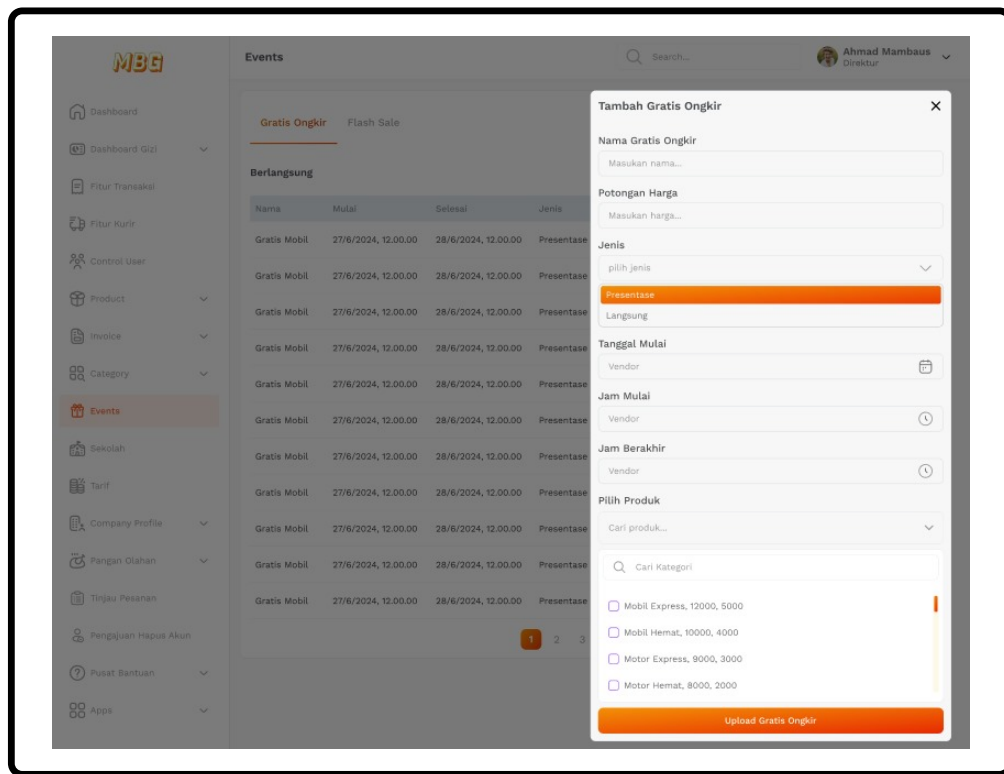 MBG
Events
Search...
Ahmad Mambaus
Direktur
Dashboard
Dashboard Gizi
Fitur Transaksi
Fitur Kurir
Control User
Product
Invoice
Category
Events
Sekolah
Tarif
Company Profile
Pangan Olahan
Tinjau Pesanan
Pengajuan Hapus Akun
Pusat Bantuan
Apps
Gratis Ongkir Flash Sale
Berlangsung
Nama Mulai Selesai Jenis
Gratis Mobil 27/6/2024, 12.00.00 28/6/2024, 12.00.00 Presentase
Gratis Mobil 27/6/2024, 12.00.00 28/6/2024, 12.00.00 Presentase
Gratis Mobil 27/6/2024, 12.00.00 28/6/2024, 12.00.00 Presentase
Gratis Mobil 27/6/2024, 12.00.00 28/6/2024, 12.00.00 Presentase
Gratis Mobil 27/6/2024, 12.00.00 28/6/2024, 12.00.00 Presentase
Gratis Mobil 27/6/2024, 12.00.00 28/6/2024, 12.00.00 Presentase
Gratis Mobil 27/6/2024, 12.00.00 28/6/2024, 12.00.00 Presentase
Gratis Mobil 27/6/2024, 12.00.00 28/6/2024, 12.00.00 Presentase
Gratis Mobil 27/6/2024, 12.00.00 28/6/2024, 12.00.00 Presentase
Gratis Mobil 27/6/2024, 12.00.00 28/6/2024, 12.00.00 Presentase
Gratis Mobil 27/6/2024, 12.00.00 28/6/2024, 12.00.00 Presentase
1 2 3
Tambah Gratis Ongkir
Nama Gratis Ongkir
Masukan nama...
Potongan Harga
Masukan harga...
Jenis
pilih jenis
Presentase
Langsung
Tanggal Mulai
Vendor
Jam Mulai
Vendor
Jam Berakhir
Vendor
Pilih Produk
Cari produk...
Cari Kategori
Mobil Express, 12000, 5000
Mobil Hemat, 10000, 4000
Motor Express, 9000, 3000
Motor Hemat, 8000, 2000
Upload Gratis Ongkir